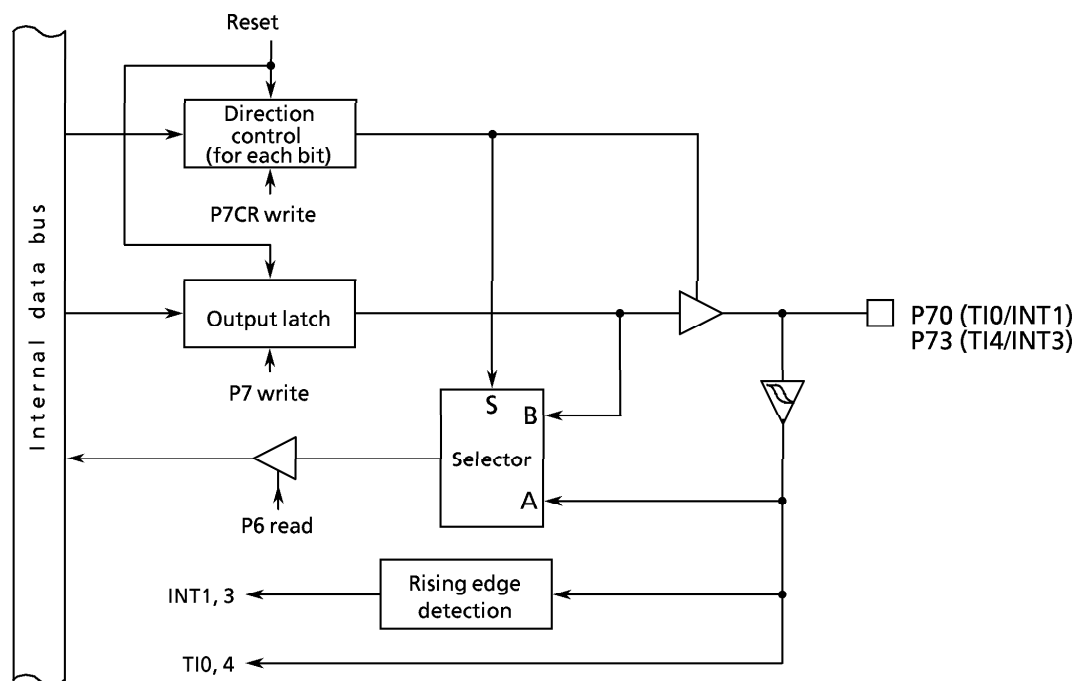 Reset
Direction
control
(for each bit)
P7CR write
Internal data bus
Output latch
P7 write
P70 (TI0/INT1)
P73 (TI4/INT3)
S
B
Selector
A
P6 read
Rising edge
detection
INT1, 3
TI0, 4